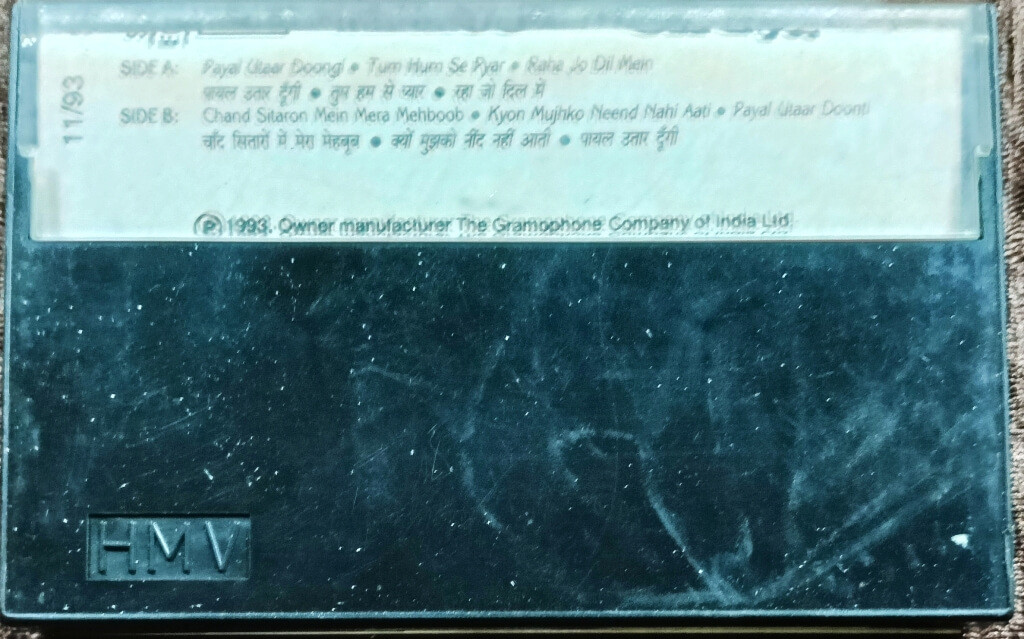 11/93
SIDE A: Payal Utaar Doongi • Tum Hum Se Pyar • Raha Jo Dil Mein
पायल उतार दूँगी • तुम हम से प्यार • रहा जो दिल में
SIDE B: Chand Sitaron Mein Mera Mehboob • Kyon Mujhko Neend Nahi Aati • Payal Utaar Doonti
चाँद सितारों में मेरा मेहबूब • क्यों मुझको नींद नहीं आती • पायल उतार दूँगी
Ⓟ 1993. Owner manufacturer The Gramophone Company of India Ltd.
HMV